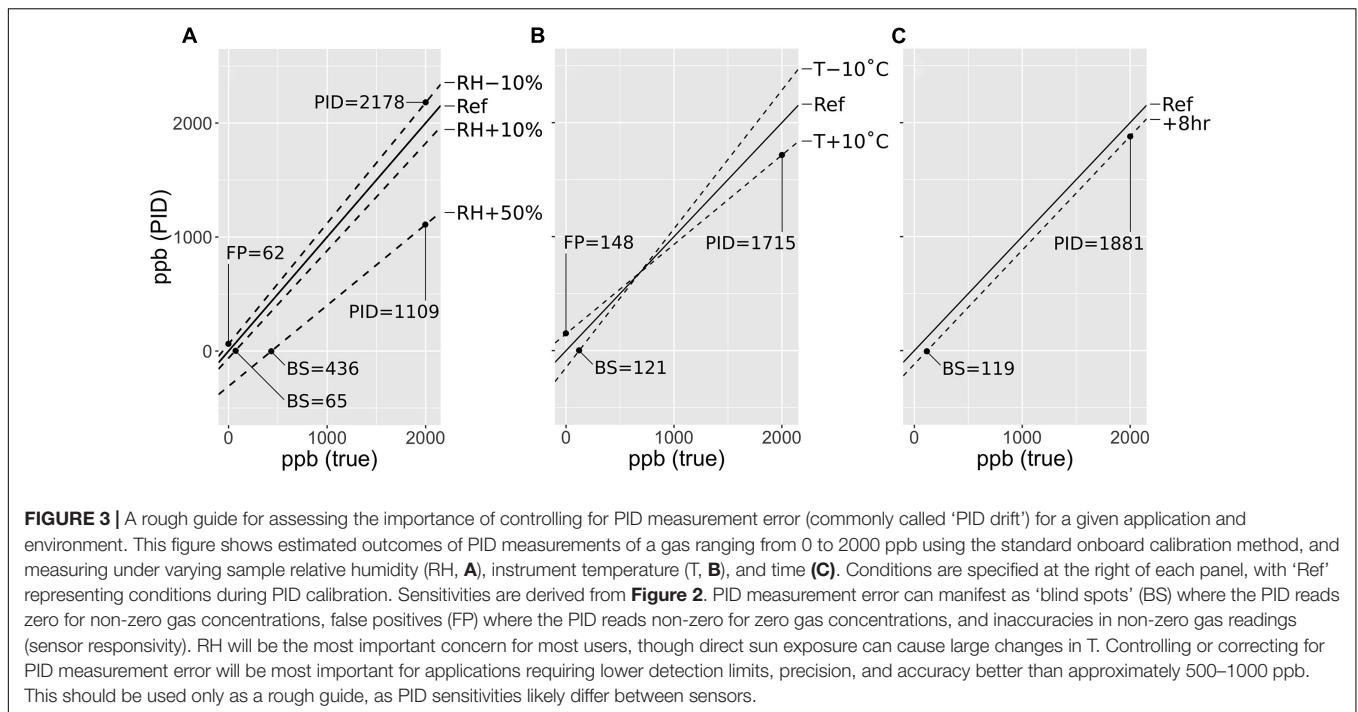 A
B
C
ppb (PID)
2000
1000
0
0
1000
2000
ppb (true)
PID=2178
RH−10%
Ref
RH+10%
RH+50%
FP=62
PID=1109
BS=436
BS=65
T−10°C
Ref
T+10°C
FP=148
PID=1715
BS=121
0
1000
2000
ppb (true)
Ref
+8hr
PID=1881
BS=119
0
1000
2000
ppb (true)
FIGURE 3 | A rough guide for assessing the importance of controlling for PID measurement error (commonly called ‘PID drift’) for a given application and
environment. This figure shows estimated outcomes of PID measurements of a gas ranging from 0 to 2000 ppb using the standard onboard calibration method, and
measuring under varying sample relative humidity (RH, A), instrument temperature (T, B), and time (C). Conditions are specified at the right of each panel, with ‘Ref’
representing conditions during PID calibration. Sensitivities are derived from Figure 2. PID measurement error can manifest as ‘blind spots’ (BS) where the PID reads
zero for non-zero gas concentrations, false positives (FP) where the PID reads non-zero for zero gas concentrations, and inaccuracies in non-zero gas readings
(sensor responsivity). RH will be the most important concern for most users, though direct sun exposure can cause large changes in T. Controlling or correcting for
PID measurement error will be most important for applications requiring lower detection limits, precision, and accuracy better than approximately 500–1000 ppb.
This should be used only as a rough guide, as PID sensitivities likely differ between sensors.